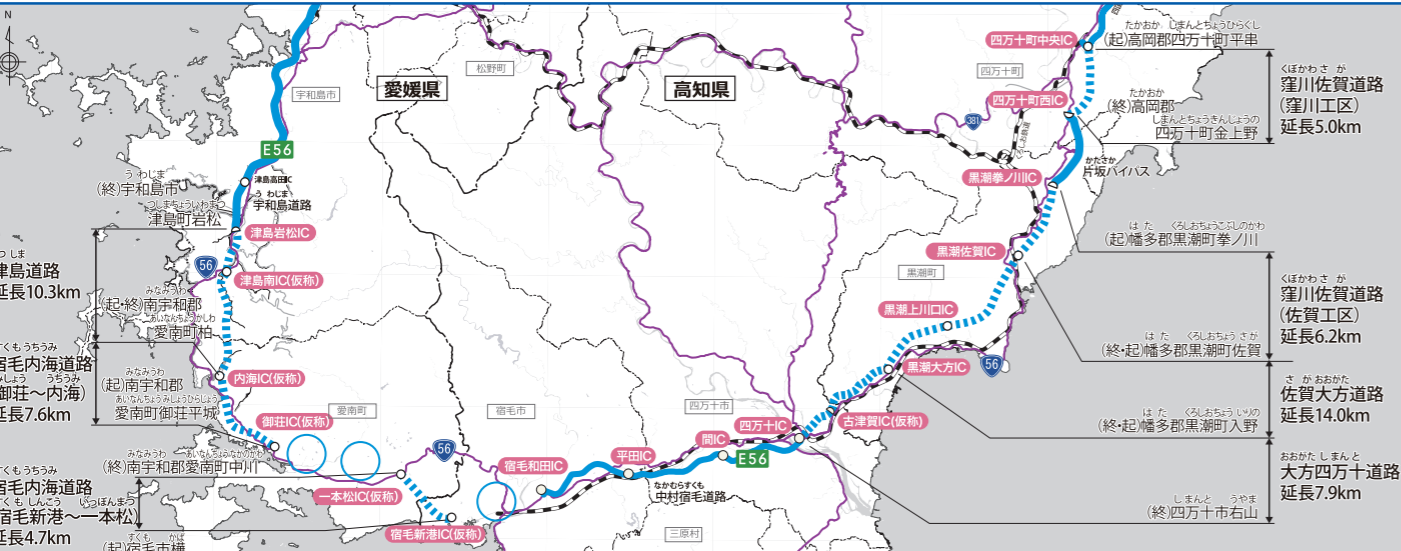 N
愛媛県
高知県
松野町
宇和島市
四万十町
黒潮町
愛南町
宿毛市
四万十市
三原村
E56
津島高田IC
うわじま
宇和島道路
うわじま
(終)宇和島市
つしまちょういわまつ
津島町岩松
津島岩松IC
56
津島南IC(仮称)
つしま
津島道路
延長10.3km
みなみうわ
(起・終)南宇和郡
あいなんちょうかしわ
愛南町柏
すくもうちうみ
宿毛内海道路
みしょう うちうみ
(御荘～内海)
延長7.6km
みなみうわ
(起)南宇和郡
あいなんちょうみしょうひらじょう
愛南町御荘平城
内海IC(仮称)
御荘IC(仮称)
みなみうわ あいなんちょうなかのかわ
(終)南宇和郡愛南町中川
すくもうちうみ
宿毛内海道路
すくもしんこう いっぽんまつ
宿毛新港～一本松)
延長4.7km
すくも かば
(起)宿毛市樺
一本松IC(仮称)
56
宿毛新港IC(仮称)
宿毛和田IC
平田IC
なかむらすくも
中村宿毛道路
間IC
E56
四万十IC
古津賀IC(仮称)
黒潮大方IC
56
黒潮上川口IC
黒潮佐賀IC
黒潮拳ノ川IC
かたさか
片坂バイパス
381
四万十町西IC
四万十町中央IC
たかおか しまんとちょうひらくし
(起)高岡郡四万十町平串
くぼかわさが
窪川佐賀道路
(窪川工区)
延長5.0km
たかおか
(終)高岡郡
しまんとちょうきんじょうの
四万十町金上野
はた くろしおちょうこぶしのかわ
(起)幡多郡黒潮町拳ノ川
くぼかわさが
窪川佐賀道路
(佐賀工区)
延長6.2km
はた くろしおちょうさが
(終・起)幡多郡黒潮町佐賀
さがおおがた
佐賀大方道路
延長14.0km
はた くろしおちょういりの
(終・起)幡多郡黒潮町入野
おおがたしまんと
大方四万十道路
延長7.9km
しまんと うやま
(終)四万十市右山